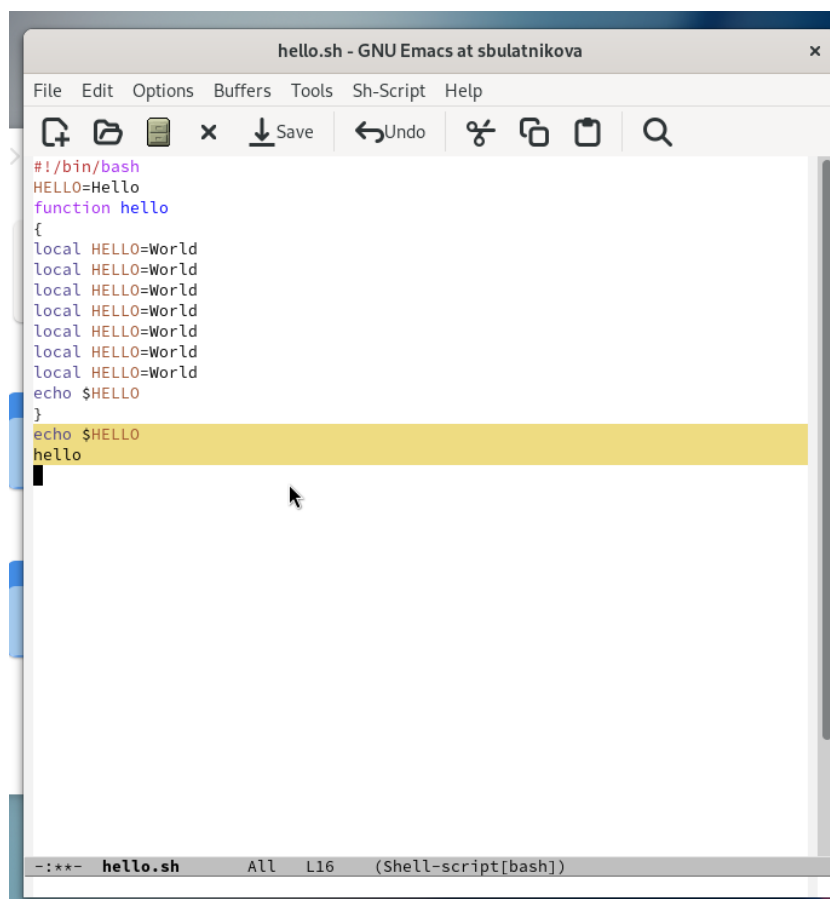 hello.sh - GNU Emacs at sbulatnikova
File Edit Options Buffers Tools Sh-Script Help
Save Undo
#!/bin/bash
HELLO=Hello
function hello
{
local HELLO=World
local HELLO=World
local HELLO=World
local HELLO=World
local HELLO=World
local HELLO=World
local HELLO=World
echo $HELLO
}
echo $HELLO
hello
-:**- hello.sh All L16 (Shell-script[bash])